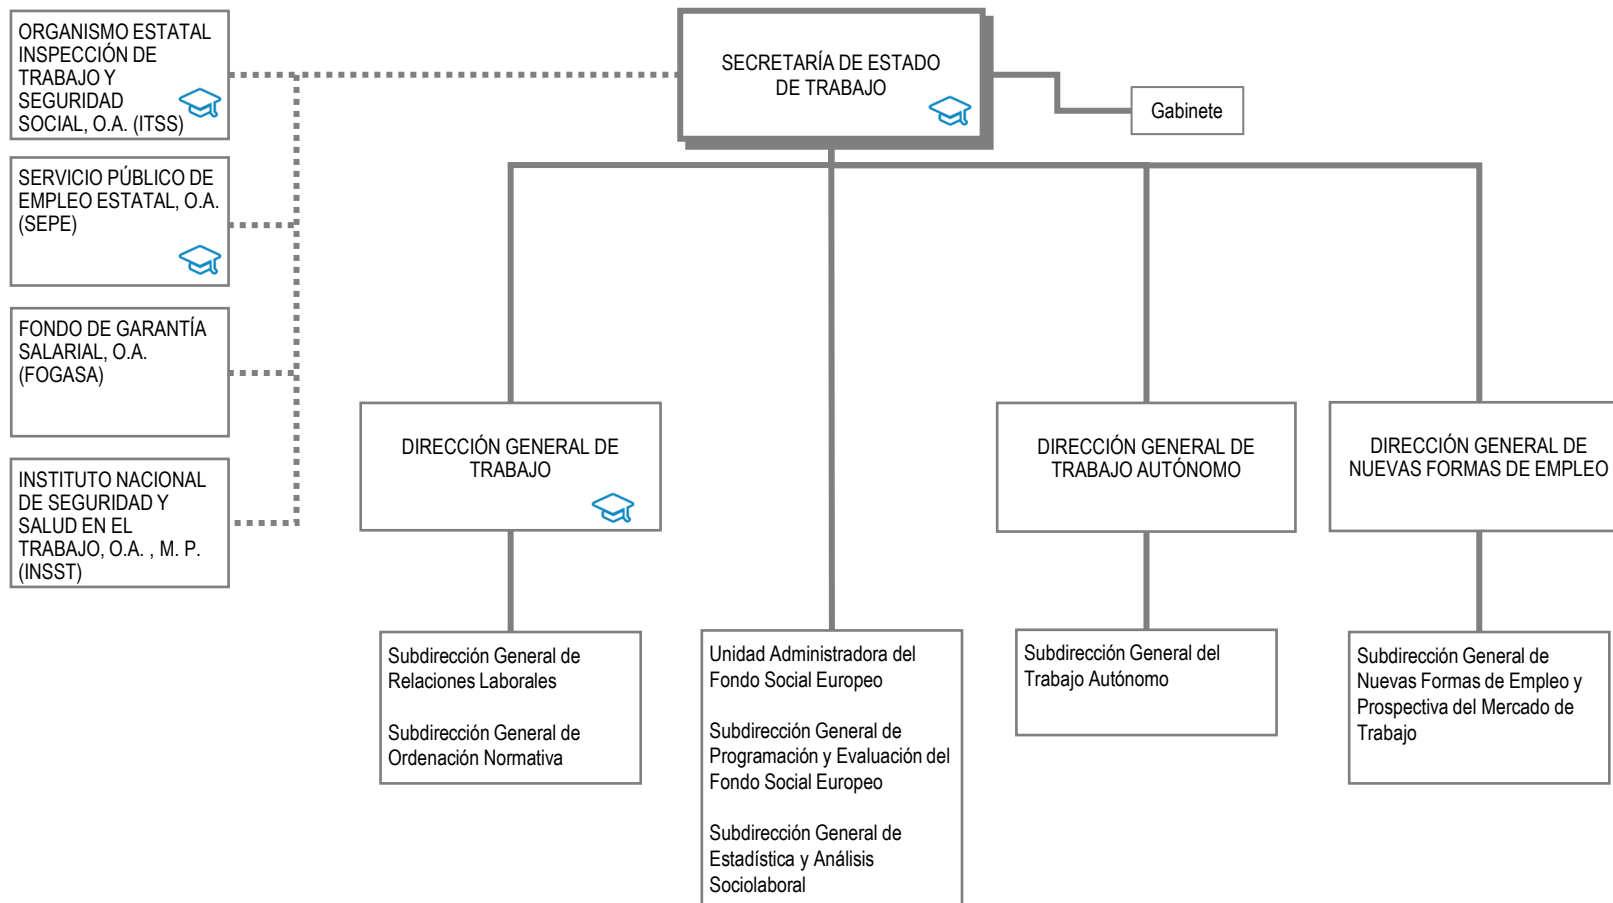 ORGANISMO ESTATAL
INSPECCIÓN DE
TRABAJO Y
SEGURIDAD
SOCIAL, O.A. (ITSS)
SECRETARÍA DE ESTADO
DE TRABAJO
Gabinete
SERVICIO PÚBLICO DE
EMPLEO ESTATAL, O.A.
(SEPE)
FONDO DE GARANTÍA
SALARIAL, O.A.
(FOGASA)
INSTITUTO NACIONAL
DE SEGURIDAD Y
SALUD EN EL
TRABAJO, O.A. , M. P.
(INSST)
DIRECCIÓN GENERAL DE
TRABAJO
DIRECCIÓN GENERAL DE
TRABAJO AUTÓNOMO
DIRECCIÓN GENERAL DE
NUEVAS FORMAS DE EMPLEO
Subdirección General de
Relaciones Laborales
Subdirección General de
Ordenación Normativa
Unidad Administradora del
Fondo Social Europeo
Subdirección General de
Programación y Evaluación del
Fondo Social Europeo
Subdirección General de
Estadística y Análisis
Sociolaboral
Subdirección General del
Trabajo Autónomo
Subdirección General de
Nuevas Formas de Empleo y
Prospectiva del Mercado de
Trabajo